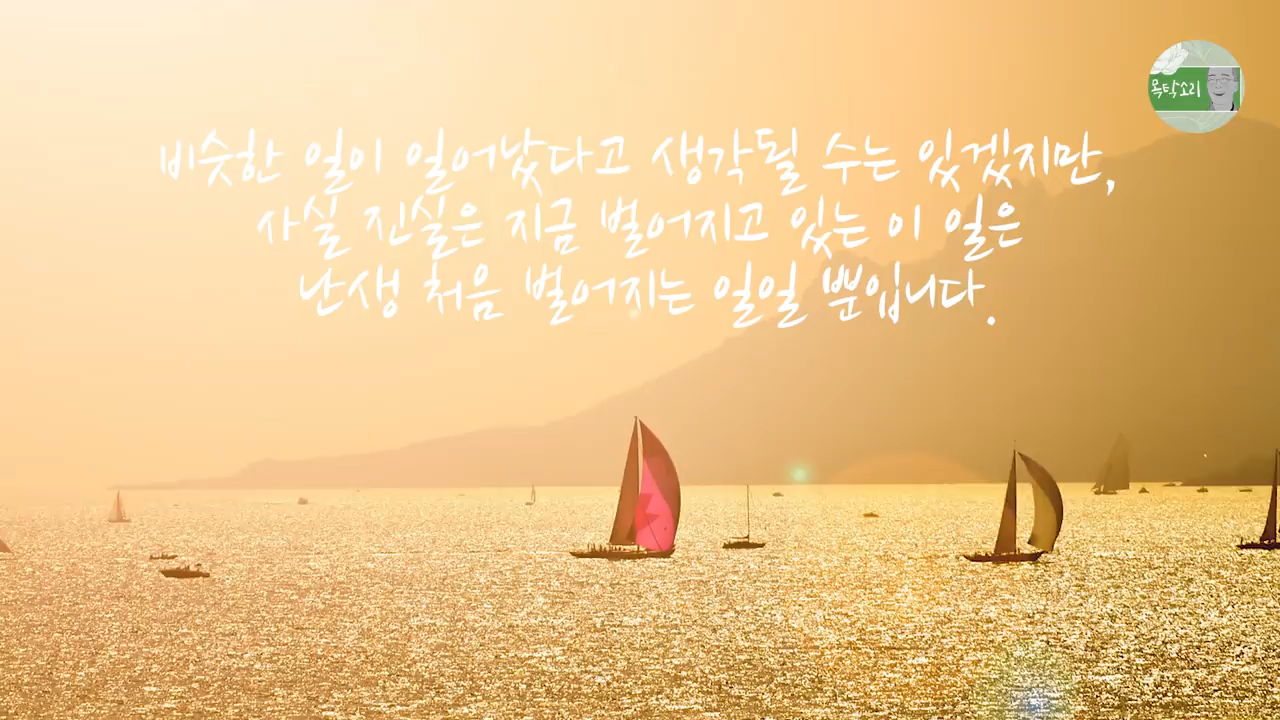 목탁소리
비슷한 일이 일어났다고 생각될 수는 있겠지만,
사실 진실은 지금 벌어지고 있는 이 일은
난생 처음 벌어지는 일일 뿐입니다.